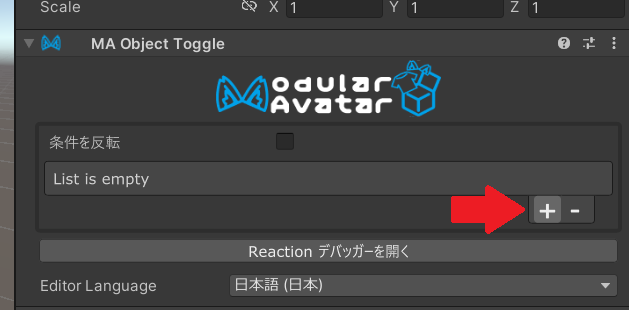 Scale X 1 Y 1 Z 1
MA Object Toggle
Modular
Avatar
条件を反転
List is empty
+ -
Reaction デバッガーを開く
Editor Language 日本語 (日本)